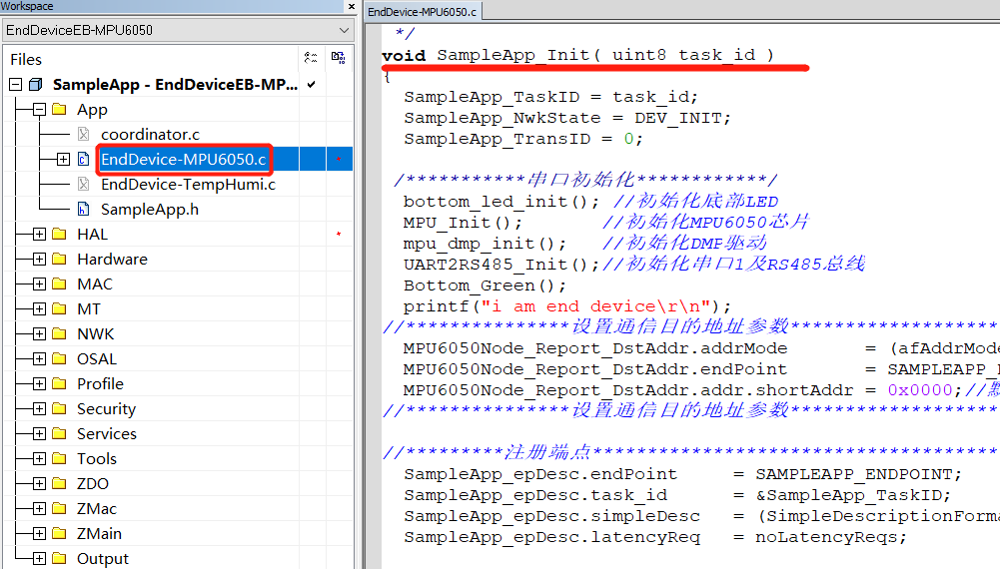 Workspace
EndDeviceEB-MPU6050
Files
SampleApp - EndDeviceEB-MP...
App
coordinator.c
EndDevice-MPU6050.c
EndDevice-TempHumi.c
SampleApp.h
HAL
Hardware
MAC
MT
NWK
OSAL
Profile
Security
Services
Tools
ZDO
ZMac
ZMain
Output
EndDevice-MPU6050.c
*/
void SampleApp_Init( uint8 task_id )
{
SampleApp_TaskID = task_id;
SampleApp_NwkState = DEV_INIT;
SampleApp_TransID = 0;
/***********串口初始化************/
bottom_led_init(); //初始化底部LED
MPU_Init(); //初始化MPU6050芯片
mpu_dmp_init(); //初始化DMP驱动
UART2RS485_Init();//初始化串口1及RS485总线
Bottom_Green();
printf("i am end device\r\n");
//***************设置通信目的地址参数*******************
MPU6050Node_Report_DstAddr.addrMode = (afAddrMode
MPU6050Node_Report_DstAddr.endPoint = SAMPLEAPP_
MPU6050Node_Report_DstAddr.addr.shortAddr = 0x0000;//
//***************设置通信目的地址参数*******************
//*********注册端点*************************************
SampleApp_epDesc.endPoint = SAMPLEAPP_ENDPOINT;
SampleApp_epDesc.task_id = &SampleApp_TaskID;
SampleApp_epDesc.simpleDesc = (SimpleDescriptionForma
SampleApp_epDesc.latencyReq = noLatencyReqs;